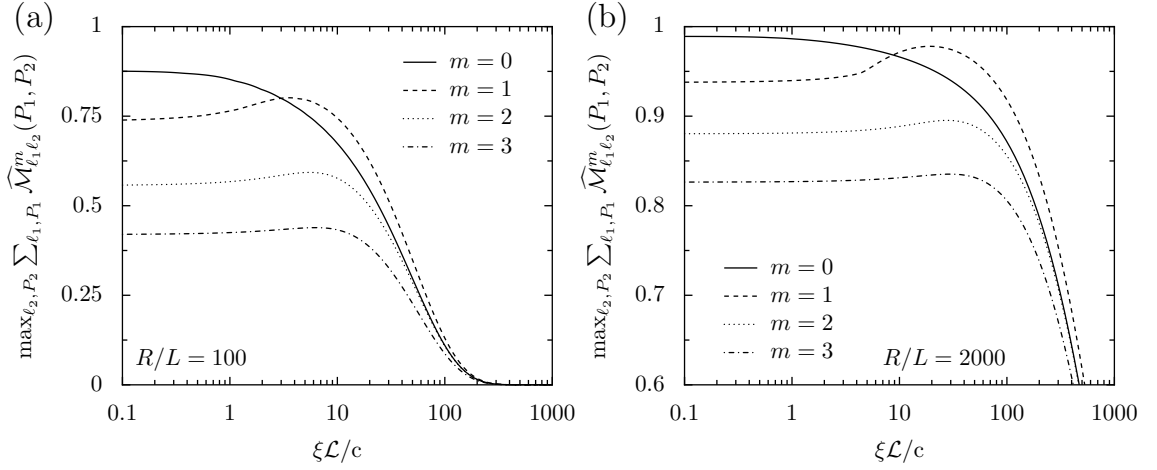 (a)
max_{ℓ₂,P₂} ∑_{ℓ₁,P₁} \widehat{ℳ}^m_{ℓ₁ℓ₂}(P₁, P₂)
1
0.75
0.5
0.25
0
m = 0
m = 1
m = 2
m = 3
R/L = 100
0.1 1 10 100 1000
ξℒ/c
(b)
max_{ℓ₂,P₂} ∑_{ℓ₁,P₁} \widehat{ℳ}^m_{ℓ₁ℓ₂}(P₁, P₂)
1
0.9
0.8
0.7
0.6
m = 0
m = 1
m = 2
m = 3
R/L = 2000
0.1 1 10 100 1000
ξℒ/c